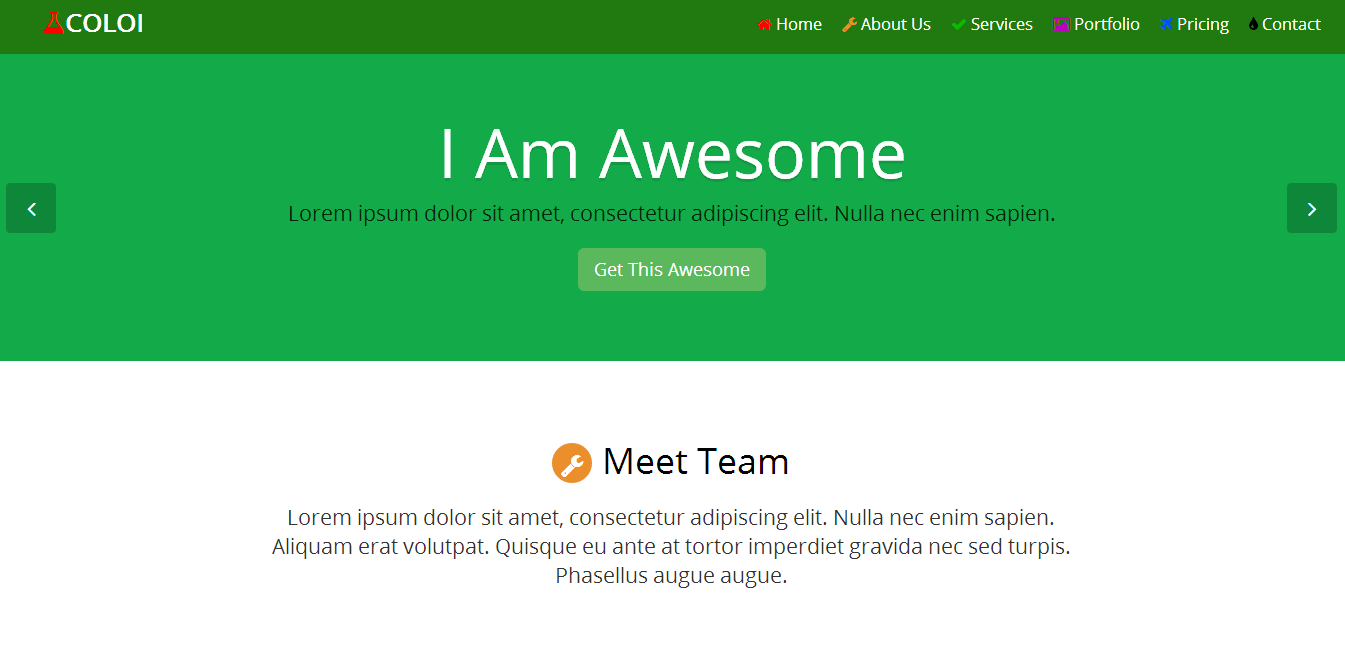 COLOI
Home About Us Services Portfolio Pricing Contact
I Am Awesome
Lorem ipsum dolor sit amet, consectetur adipiscing elit. Nulla nec enim sapien.
Get This Awesome
Meet Team
Lorem ipsum dolor sit amet, consectetur adipiscing elit. Nulla nec enim sapien.
Aliquam erat volutpat. Quisque eu ante at tortor imperdiet gravida nec sed turpis.
Phasellus augue augue.